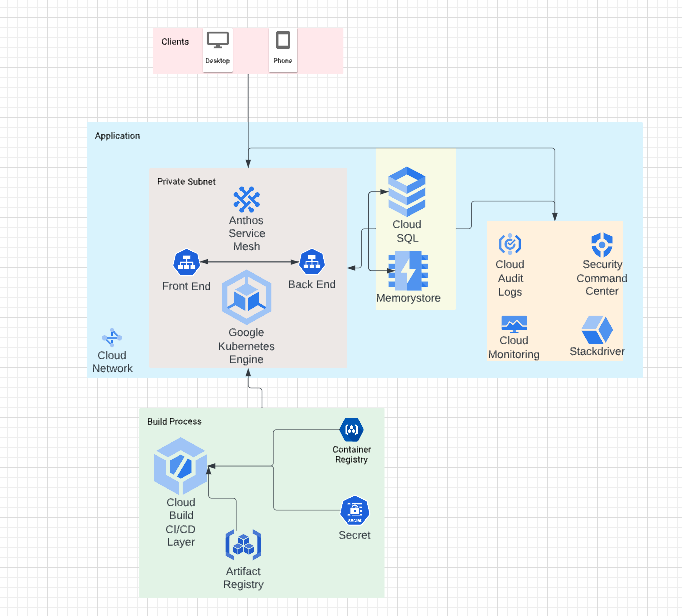 Clients
Desktop
Phone
Application
Private Subnet
Anthos
Service
Mesh
Front End
Back End
Google
Kubernetes
Engine
Cloud
Network
Cloud
SQL
Memorystore
Cloud
Audit
Logs
Security
Command
Center
Cloud
Monitoring
Stackdriver
Build Process
Cloud
Build
CI/CD
Layer
Container
Registry
SECRET
Secret
Artifact
Registry